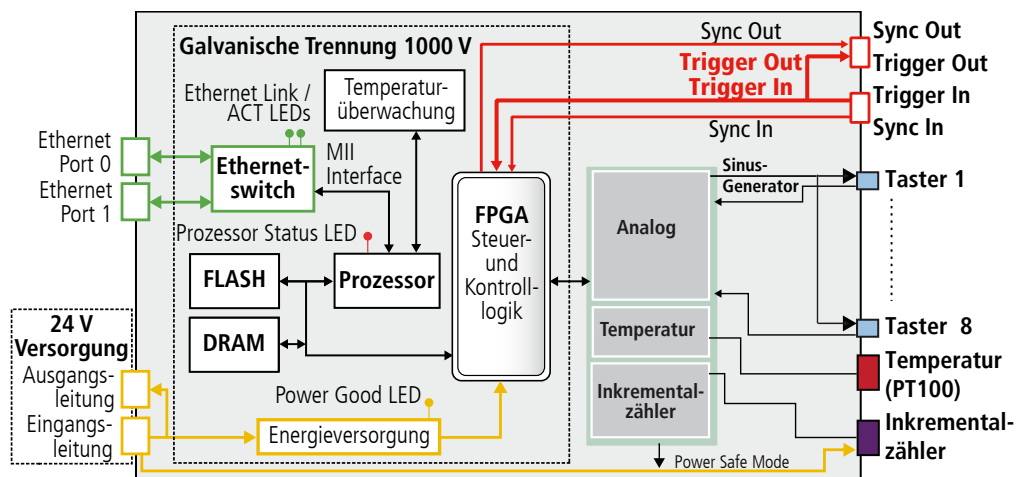 Galvanische Trennung 1000 V
Ethernet Link /
ACT LEDs
Temperatur-
überwachung
Sync Out
Trigger Out
Trigger In
Sync In
Sync Out
Trigger Out
Trigger In
Sync In
Ethernet
Port 0
Ethernet
Port 1
Ethernet-
switch
MII
Interface
Prozessor Status LED
FLASH
Prozessor
DRAM
FPGA
Steuer-
und
Kontroll-
logik
Sinus-
Generator
Analog
Temperatur
Inkremental-
zähler
Taster 1
Taster 8
Temperatur
(PT100)
Inkremental-
zähler
24 V
Versorgung
Ausgangs-
leitung
Eingangs-
leitung
Power Good LED
Energieversorgung
Power Safe Mode